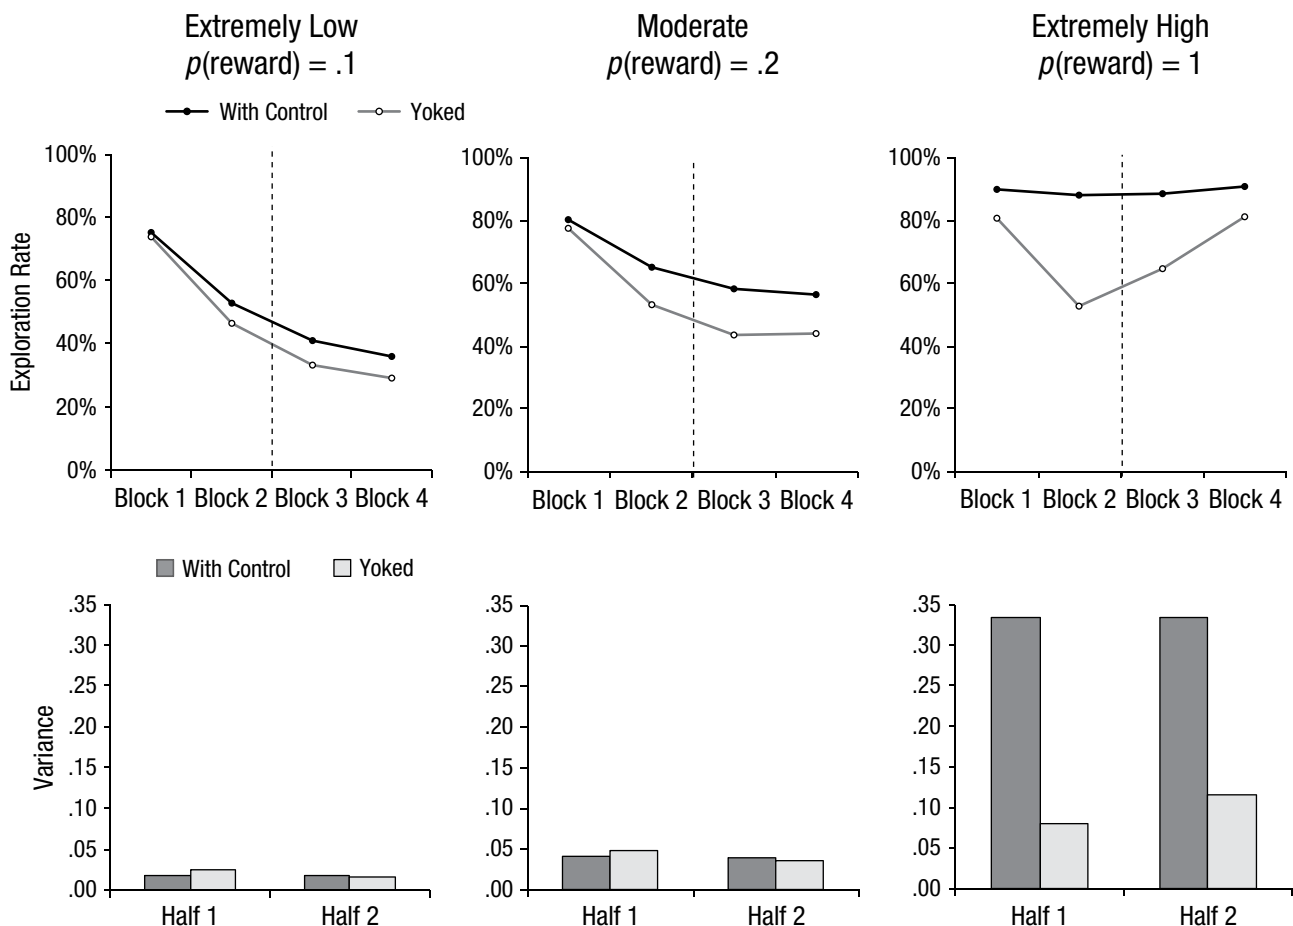 Extremely Low
p(reward) = .1
Moderate
p(reward) = .2
Extremely High
p(reward) = 1
With Control
Yoked
Exploration Rate
100%
80%
60%
40%
20%
0%
Block 1 Block 2 Block 3 Block 4
100%
80%
60%
40%
20%
0%
Block 1 Block 2 Block 3 Block 4
100%
80%
60%
40%
20%
0%
Block 1 Block 2 Block 3 Block 4
With Control
Yoked
Variance
.35
.30
.25
.20
.15
.10
.05
.00
Half 1
Half 2
.35
.30
.25
.20
.15
.10
.05
.00
Half 1
Half 2
.35
.30
.25
.20
.15
.10
.05
.00
Half 1
Half 2